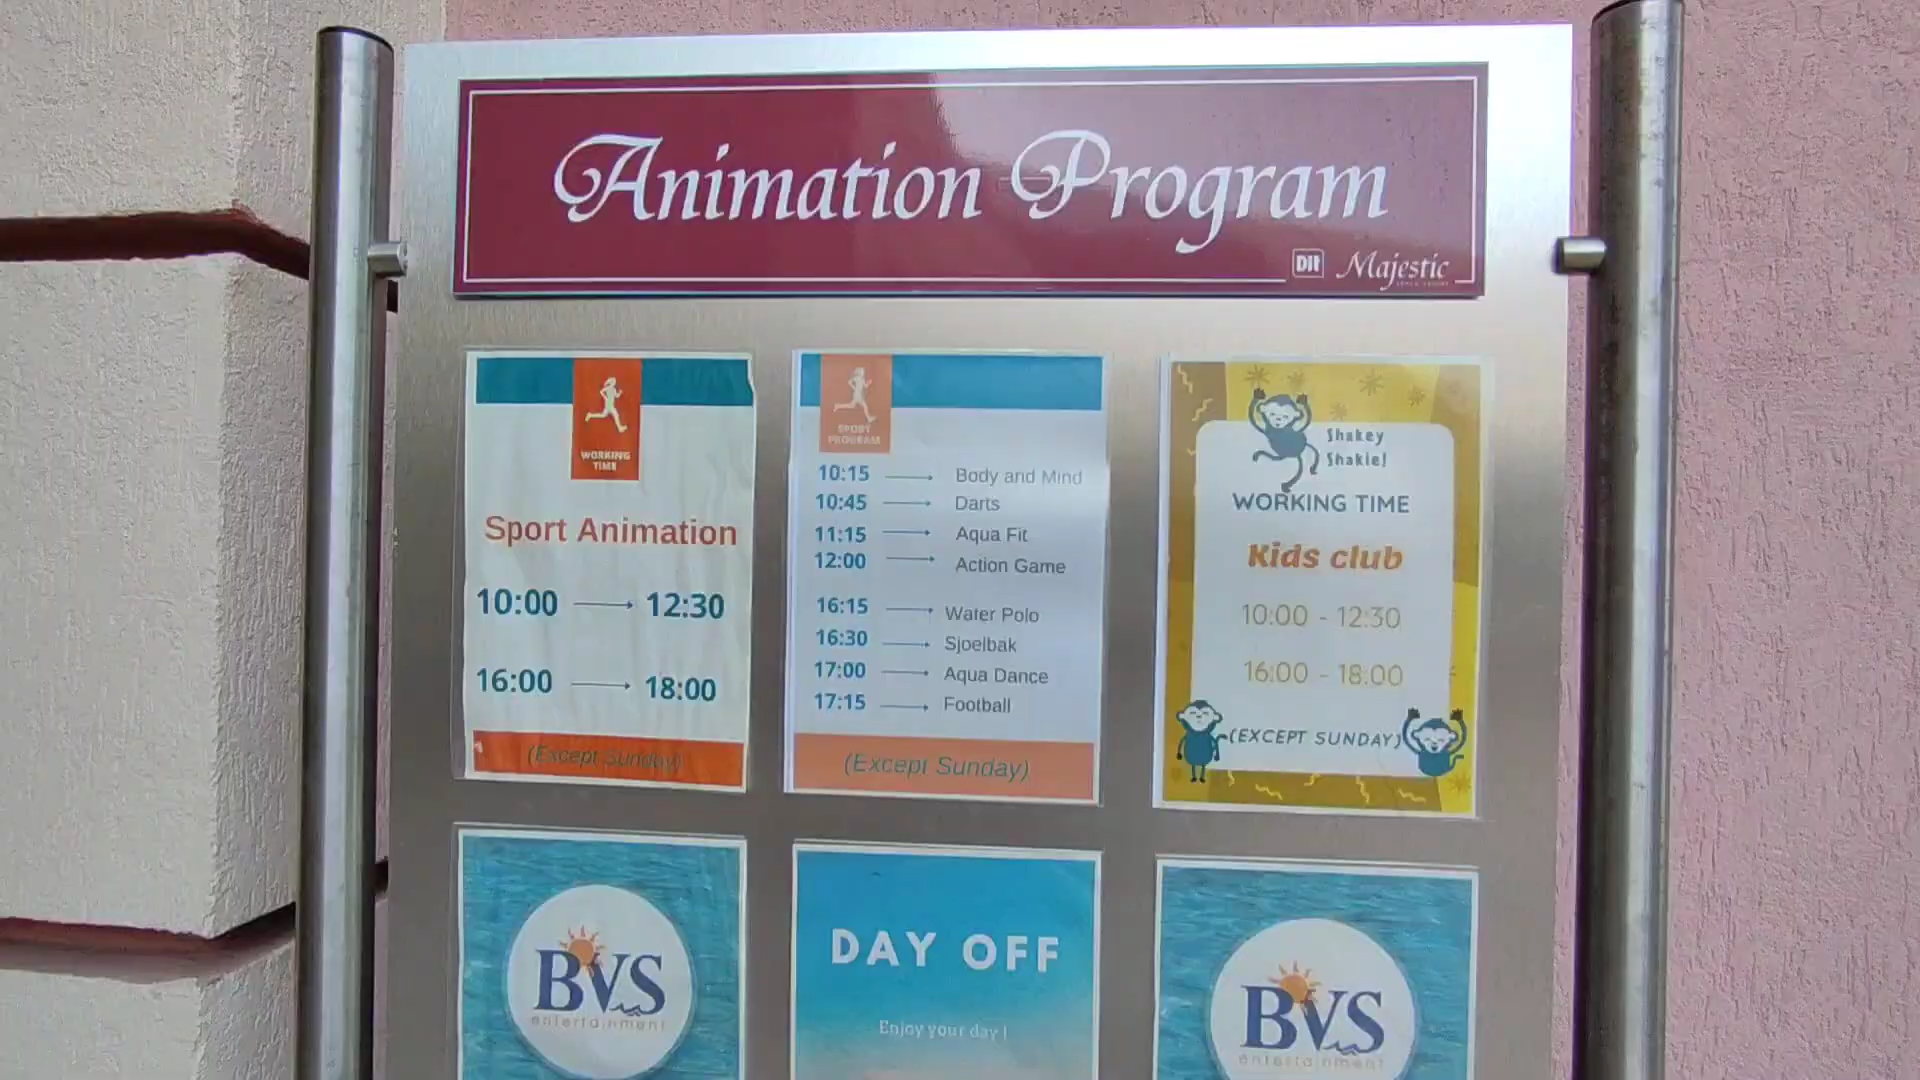 Animation Program
DIT Majestic
WORKING
TIME
Sport Animation
10:00 → 12:30
16:00 → 18:00
(Except Sunday)
SPORT
PROGRAM
10:15 → Body and Mind
10:45 → Darts
11:15 → Aqua Fit
12:00 → Action Game
16:15 → Water Polo
16:30 → Sjoelbak
17:00 → Aqua Dance
17:15 → Football
(Except Sunday)
Shakey
Shakie!
WORKING TIME
Kids club
10:00 - 12:30
16:00 - 18:00
(EXCEPT SUNDAY)
BVS
entertainment
DAY OFF
Enjoy your day !
BVS
entertainment